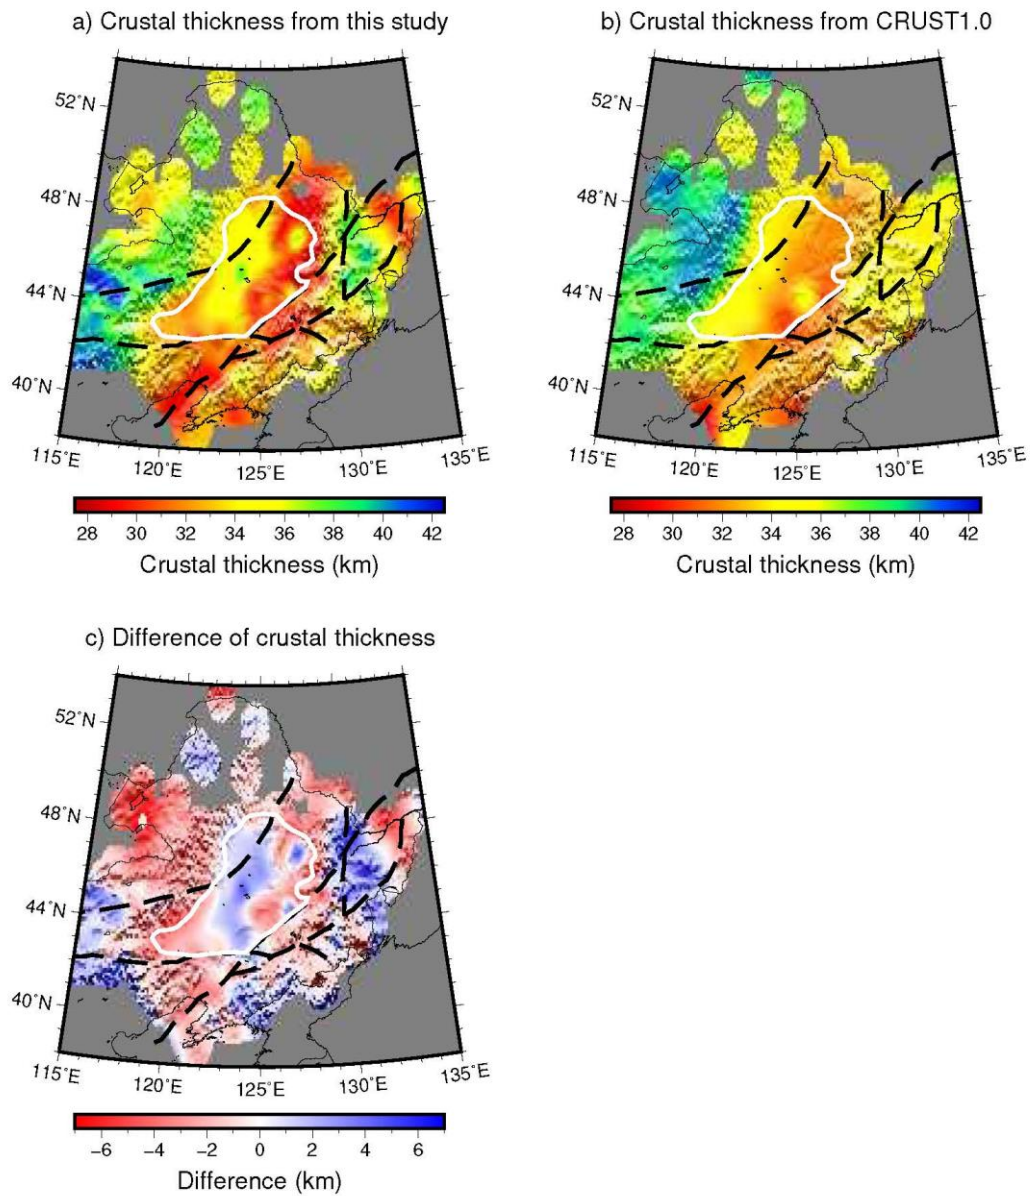 a) Crustal thickness from this study
52°N
48°N
44°N
40°N
115°E
120°E
125°E
130°E
135°E
28 30 32 34 36 38 40 42
Crustal thickness (km)
b) Crustal thickness from CRUST1.0
52°N
48°N
44°N
40°N
115°E
120°E
125°E
130°E
135°E
28 30 32 34 36 38 40 42
Crustal thickness (km)
c) Difference of crustal thickness
52°N
48°N
44°N
40°N
115°E
120°E
125°E
130°E
135°E
−6 −4 −2 0 2 4 6
Difference (km)